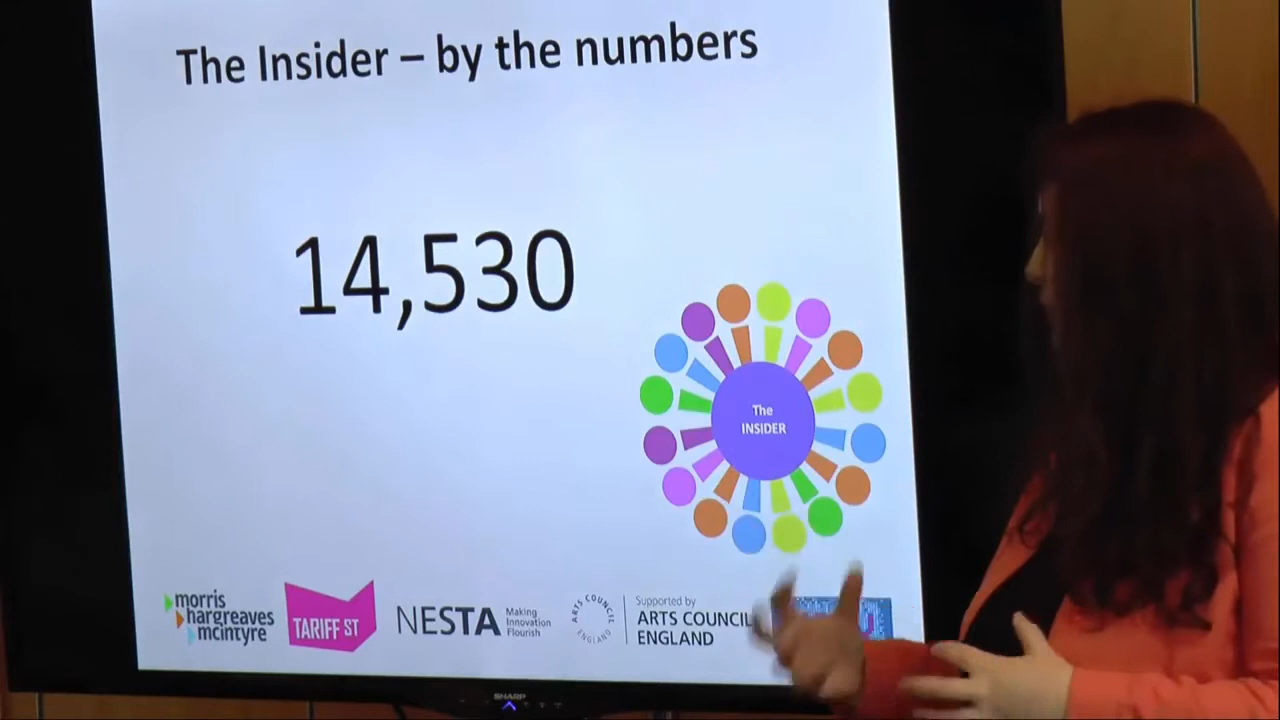 The Insider – by the numbers
14,530
The
INSIDER
morris
hargreaves
mcintyre
TARIFF ST
NESTA
Making
Innovation
Flourish
ARTS COUNCIL
ENGLAND
Supported by
ARTS COUNCIL
ENGLAND
SHARP